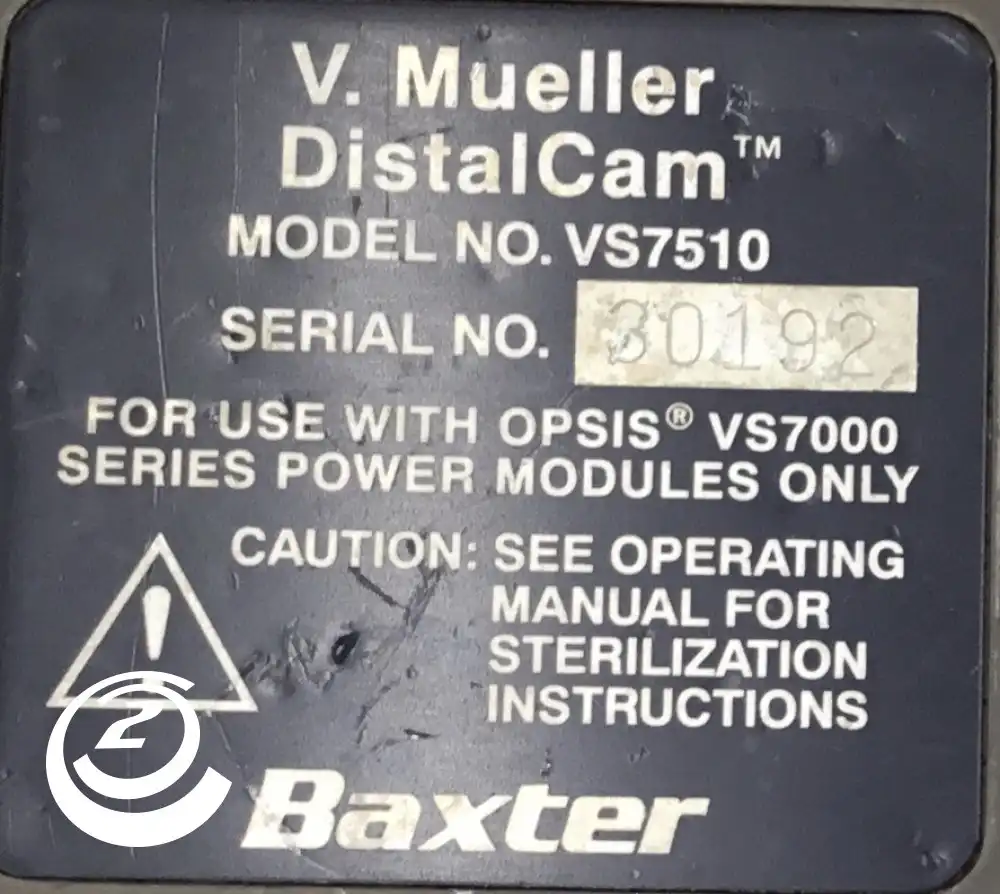 V. Mueller
DistalCam™
MODEL NO. VS7510
SERIAL NO. 30192
FOR USE WITH OPSIS® VS7000
SERIES POWER MODULES ONLY
CAUTION: SEE OPERATING
MANUAL FOR
STERILIZATION
INSTRUCTIONS
!
2
Baxter